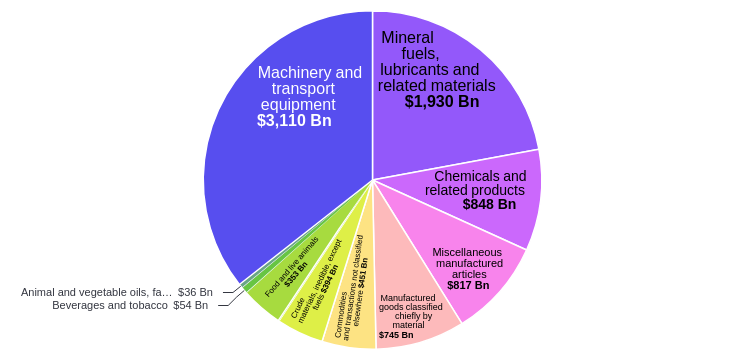 Machinery and
transport
equipment
$3,110 Bn
Mineral
fuels,
lubricants and
related materials
$1,930 Bn
Chemicals and
related products
$848 Bn
Miscellaneous
manufactured
articles
$817 Bn
Manufactured
goods classified
chiefly by
material
$745 Bn
Commodities
and transactions not classified
elsewhere $451 Bn
Crude
materials, inedible, except
fuels $394 Bn
Food and live animals
$353 Bn
Animal and vegetable oils, fa… $36 Bn
Beverages and tobacco $54 Bn